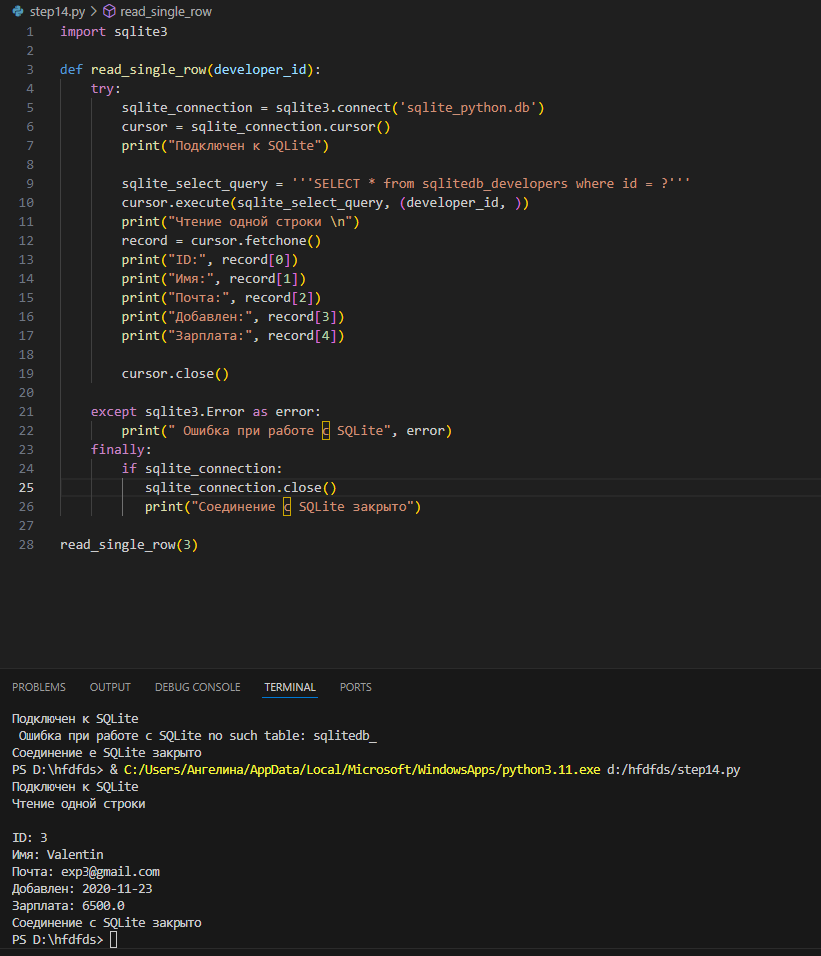 step14.py > read_single_row
1 import sqlite3
2
3 def read_single_row(developer_id):
4     try:
5         sqlite_connection = sqlite3.connect('sqlite_python.db')
6         cursor = sqlite_connection.cursor()
7         print("Подключен к SQLite")
8
9         sqlite_select_query = '''SELECT * from sqlitedb_developers where id = ?'''
10         cursor.execute(sqlite_select_query, (developer_id, ))
11         print("Чтение одной строки \n")
12         record = cursor.fetchone()
13         print("ID:", record[0])
14         print("Имя:", record[1])
15         print("Почта:", record[2])
16         print("Добавлен:", record[3])
17         print("Зарплата:", record[4])
18
19         cursor.close()
20
21     except sqlite3.Error as error:
22         print(" Ошибка при работе с SQLite", error)
23     finally:
24         if sqlite_connection:
25            sqlite_connection.close()
26            print("Соединение с SQLite закрыто")
27
28 read_single_row(3)
PROBLEMS OUTPUT DEBUG CONSOLE TERMINAL PORTS
Подключен к SQLite
 Ошибка при работе с SQLite no such table: sqlitedb_
Соединение е SQLite закрыто
PS D:\hfdfds> & C:/Users/Ангелина/AppData/Local/Microsoft/WindowsApps/python3.11.exe d:/hfdfds/step14.py
Подключен к SQLite
Чтение одной строки

ID: 3
Имя: Valentin
Почта: exp3@gmail.com
Добавлен: 2020-11-23
Зарплата: 6500.0
Соединение с SQLite закрыто
PS D:\hfdfds>